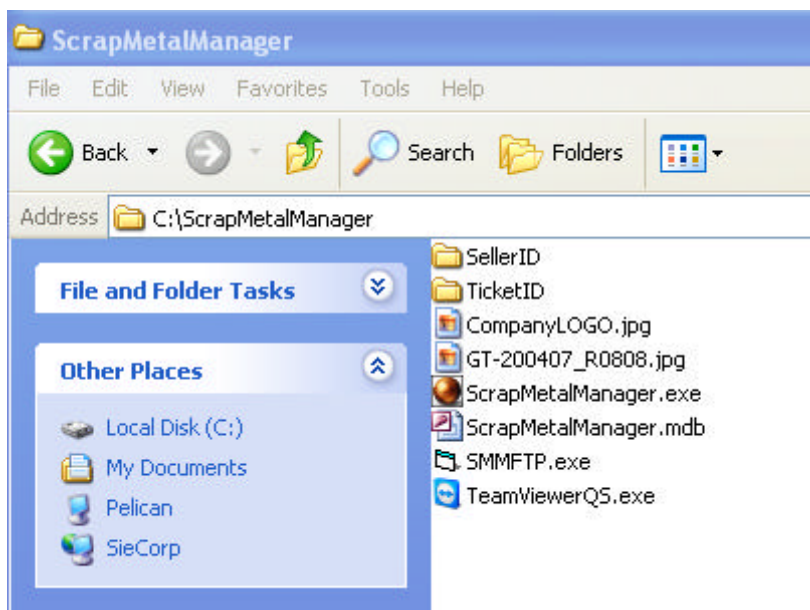 ScrapMetalManager
File Edit View Favorites Tools Help
Back Search Folders
Address C:\ScrapMetalManager
File and Folder Tasks
Other Places
Local Disk (C:)
My Documents
Pelican
SieCorp
SellerID
TicketID
CompanyLOGO.jpg
GT-200407_R0808.jpg
ScrapMetalManager.exe
ScrapMetalManager.mdb
SMMFTP.exe
TeamViewerQS.exe